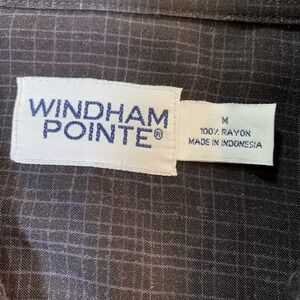 WINDHAM
POINTE®
M
100% RAYON
MADE IN INDONESIA